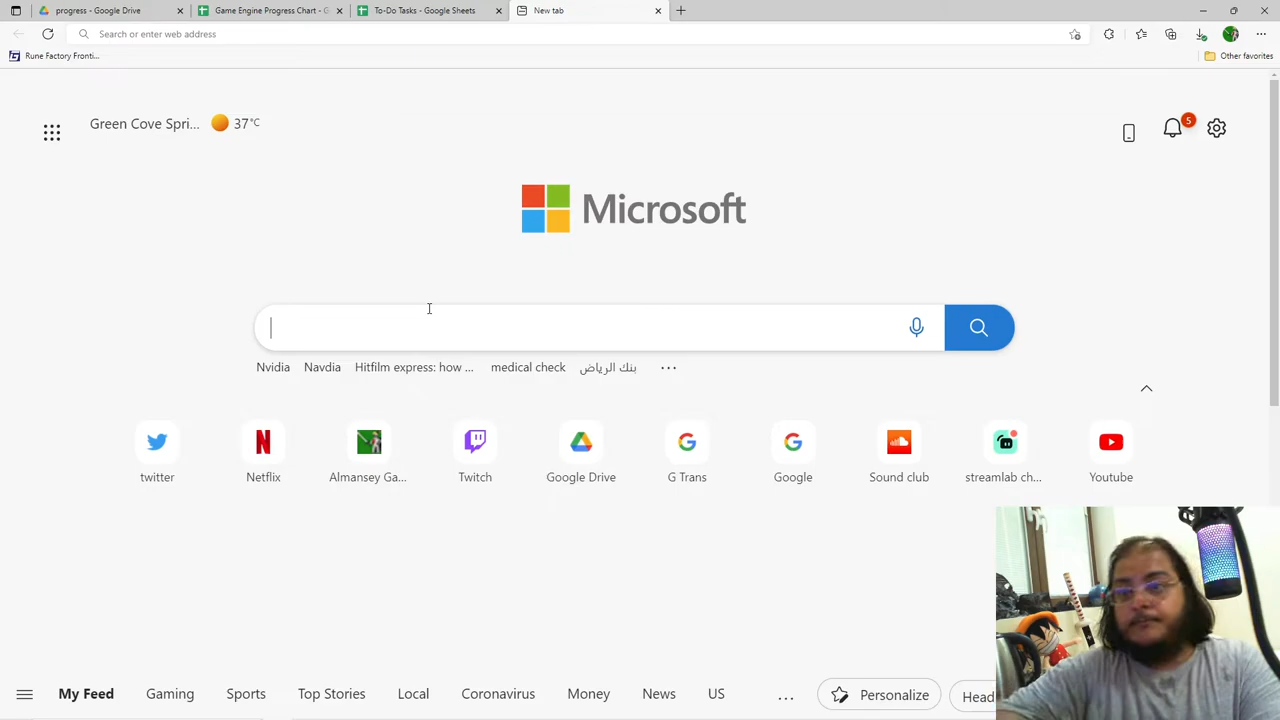 progress - Google Drive
Game Engine Progress Chart - G
To-Do Tasks - Google Sheets
New tab
Search or enter web address
Rune Factory Fronti...
Other favorites
Green Cove Spri...
37°C
5
Microsoft
Nvidia
Navdia
Hitfilm express: how ...
medical check
بنك الرياض
...
twitter
Netflix
Almansey Ga...
Twitch
Google Drive
G Trans
Google
Sound club
streamlab ch...
Youtube
My Feed
Gaming
Sports
Top Stories
Local
Coronavirus
Money
News
US
...
Personalize
Head